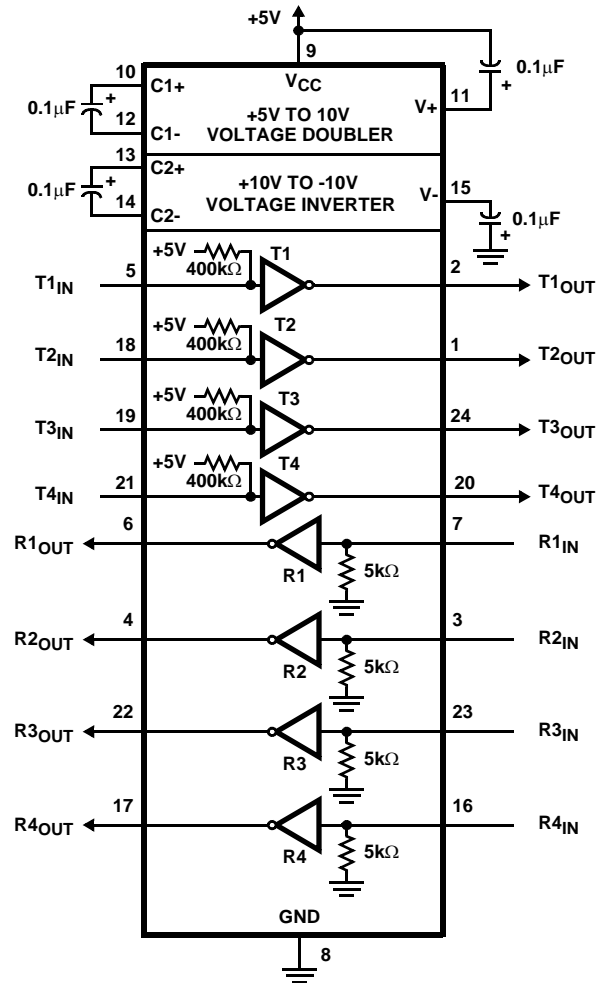 +5V
9
10
0.1µF
+
12
C1+
C1-
VCC
+5V TO 10V
VOLTAGE DOUBLER
V+
11
0.1µF
+
13
0.1µF
+
14
C2+
C2-
+10V TO -10V
VOLTAGE INVERTER
V-
15
0.1µF
+
T1IN
5
+5V
400kΩ
T1
2
T1OUT
T2IN
18
+5V
400kΩ
T2
1
T2OUT
T3IN
19
+5V
400kΩ
T3
24
T3OUT
T4IN
21
+5V
400kΩ
T4
20
T4OUT
R1OUT
6
R1
5kΩ
7
R1IN
R2OUT
4
R2
5kΩ
3
R2IN
R3OUT
22
R3
5kΩ
23
R3IN
R4OUT
17
R4
5kΩ
16
R4IN
GND
8